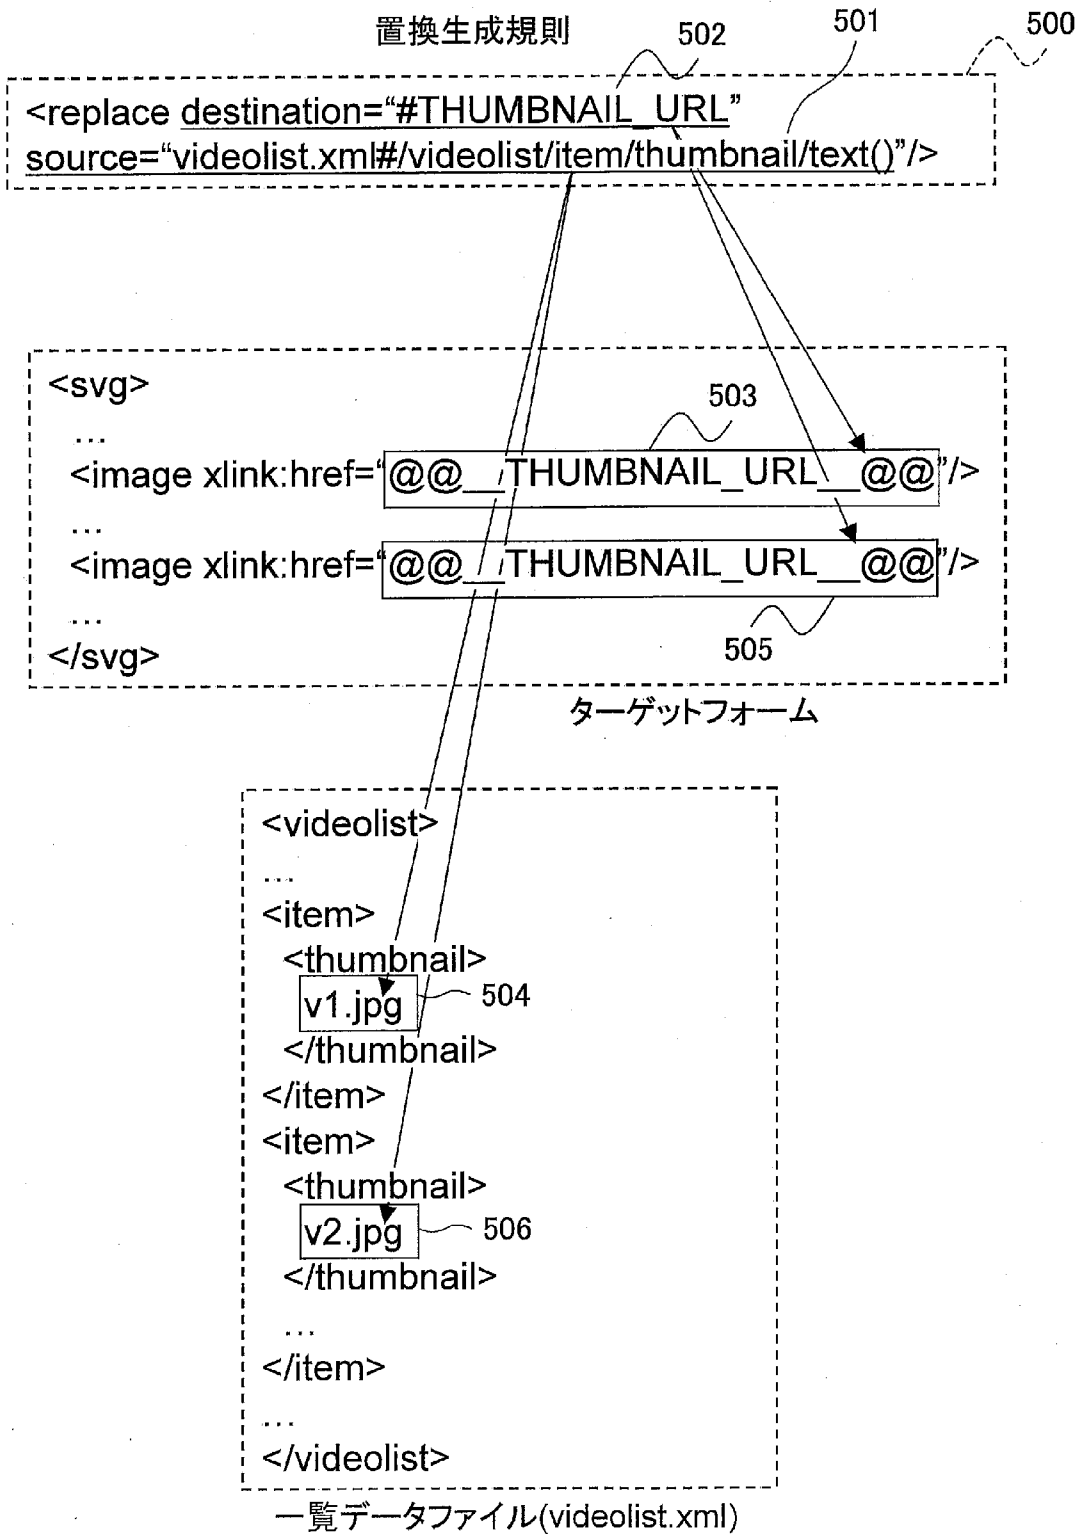 置換生成規則
502
501
500
<replace destination=“#THUMBNAIL_URL”
source=“videolist.xml#/videolist/item/thumbnail/text()”/>
<svg>
…
503
<image xlink:href=“@@__THUMBNAIL_URL__@@”/>
…
<image xlink:href=“@@__THUMBNAIL_URL__@@”/>
…
505
</svg>
ターゲットフォーム
<videolist>
…
<item>
<thumbnail>
v1.jpg
504
</thumbnail>
</item>
<item>
<thumbnail>
v2.jpg
506
</thumbnail>
…
</item>
…
</videolist>
一覧データファイル(videolist.xml)